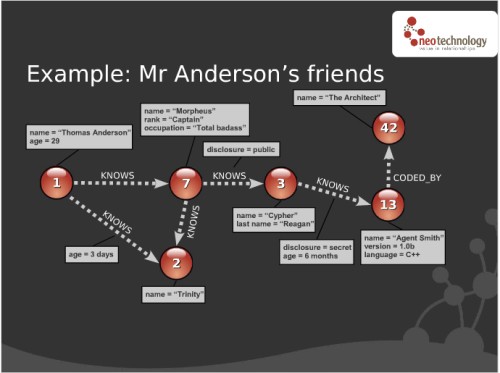 neotechnology
value in relationships
Example: Mr Anderson’s friends
name = “The Architect”
name = “Morpheus”
rank = “Captain”
occupation = “Total badass”
name = “Thomas Anderson”
age = 29
disclosure = public
42
1
KNOWS
7
KNOWS
3
KNOWS
CODED_BY
13
KNOWS
KNOWS
name = “Cypher”
last name = “Reagan”
age = 3 days
disclosure = secret
age = 6 months
name = “Agent Smith”
version = 1.0b
language = C++
2
name = “Trinity”